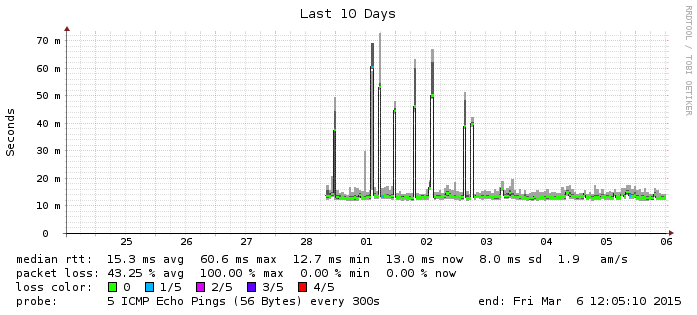 Last 10 Days
RRDTOOL / TOBI OETIKER
Seconds
70 m
60 m
50 m
40 m
30 m
20 m
10 m
0
25 26 27 28 01 02 03 04 05 06
median rtt: 15.3 ms avg 60.6 ms max 12.7 ms min 13.0 ms now 8.0 ms sd 1.9 am/s
packet loss: 43.25 % avg 100.00 % max 0.00 % min 0.00 % now
loss color: 0 1/5 2/5 3/5 4/5
probe: 5 ICMP Echo Pings (56 Bytes) every 300s end: Fri Mar 6 12:05:10 2015